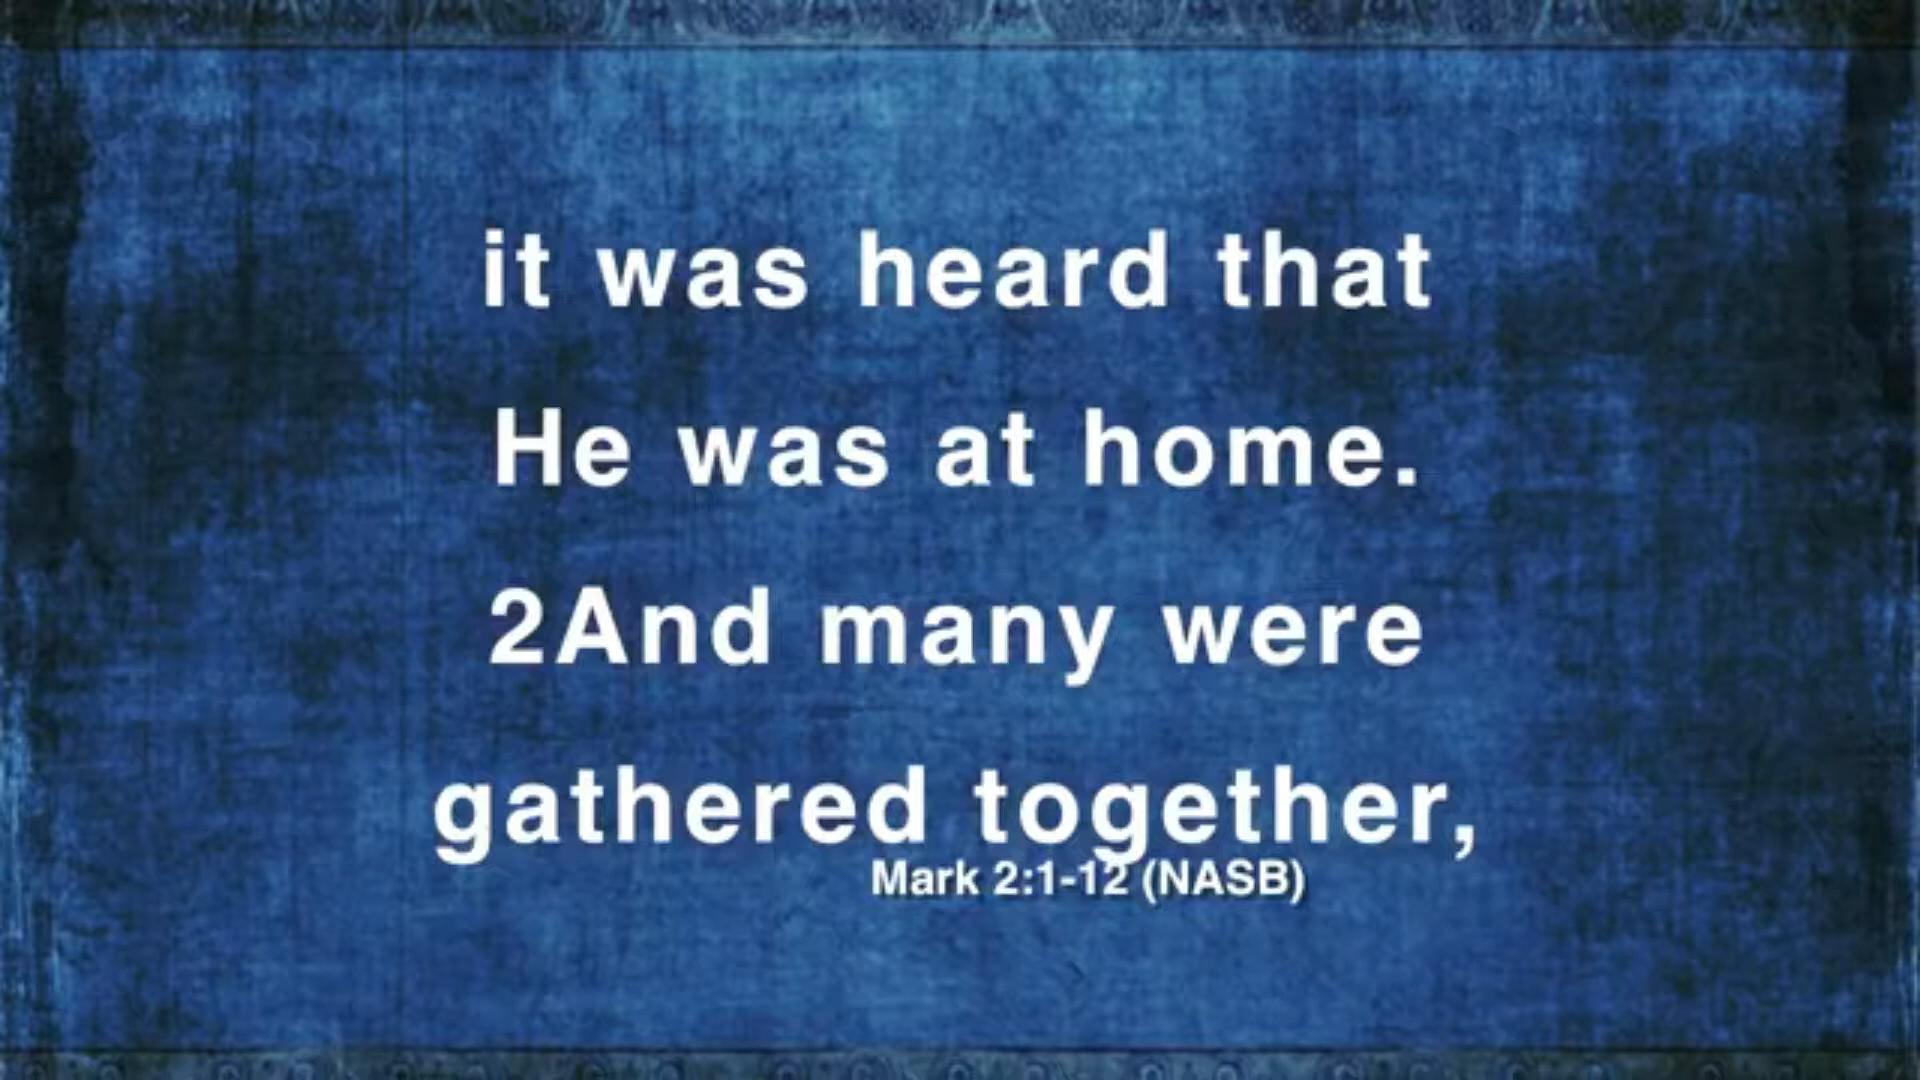 it was heard that
He was at home.
2And many were
gathered together,
Mark 2:1-12 (NASB)